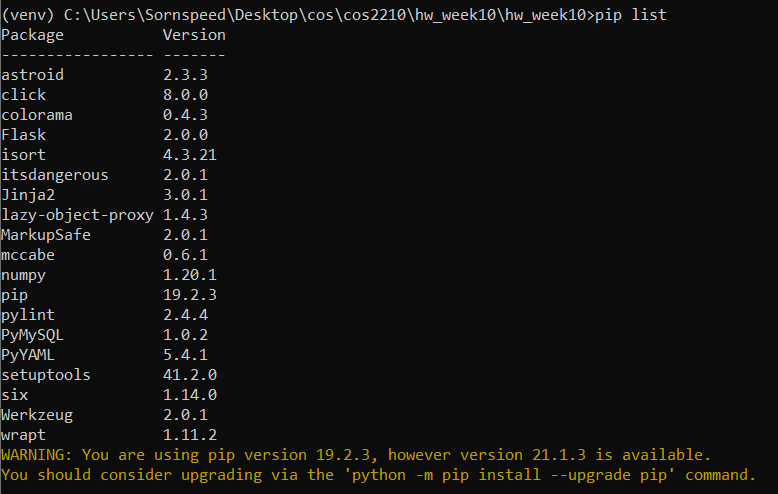 (venv) C:\Users\Sornspeed\Desktop\cos\cos2210\hw_week10\hw_week10>pip list
Package           Version
----------------- -------
astroid           2.3.3
click             8.0.0
colorama          0.4.3
Flask             2.0.0
isort             4.3.21
itsdangerous      2.0.1
Jinja2            3.0.1
lazy-object-proxy 1.4.3
MarkupSafe        2.0.1
mccabe            0.6.1
numpy             1.20.1
pip               19.2.3
pylint            2.4.4
PyMySQL           1.0.2
PyYAML            5.4.1
setuptools        41.2.0
six               1.14.0
Werkzeug          2.0.1
wrapt             1.11.2
WARNING: You are using pip version 19.2.3, however version 21.1.3 is available.
You should consider upgrading via the 'python -m pip install --upgrade pip' command.